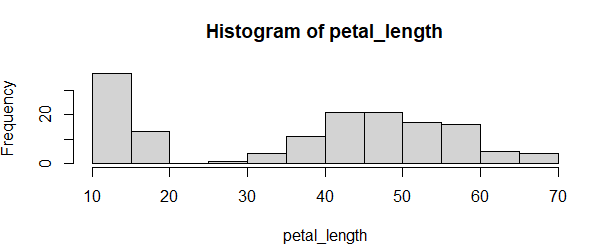 Histogram of petal_length
Frequency
20
0
10 20 30 40 50 60 70
petal_length